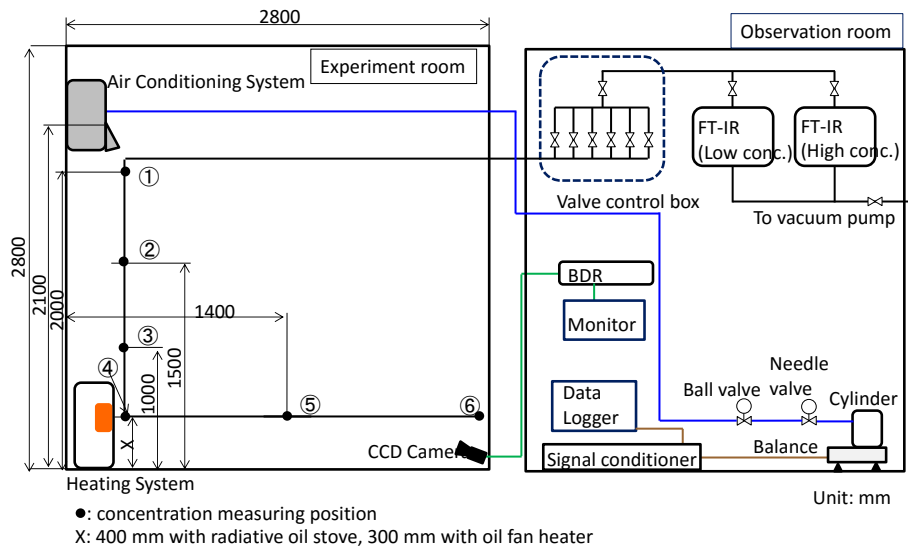 2800
Observation room
Experiment room
Air Conditioning System
FT-IR
(Low conc.)
FT-IR
(High conc.)
①
Valve control box
To vacuum pump
②
2800
2100
2000
BDR
1400
Monitor
③
④
1500
1000
Needle
valve
Ball valve
Cylinder
Data
Logger
⑤
⑥
X
CCD Camera
Signal conditioner
Balance
Heating System
Unit: mm
●: concentration measuring position
X: 400 mm with radiative oil stove, 300 mm with oil fan heater